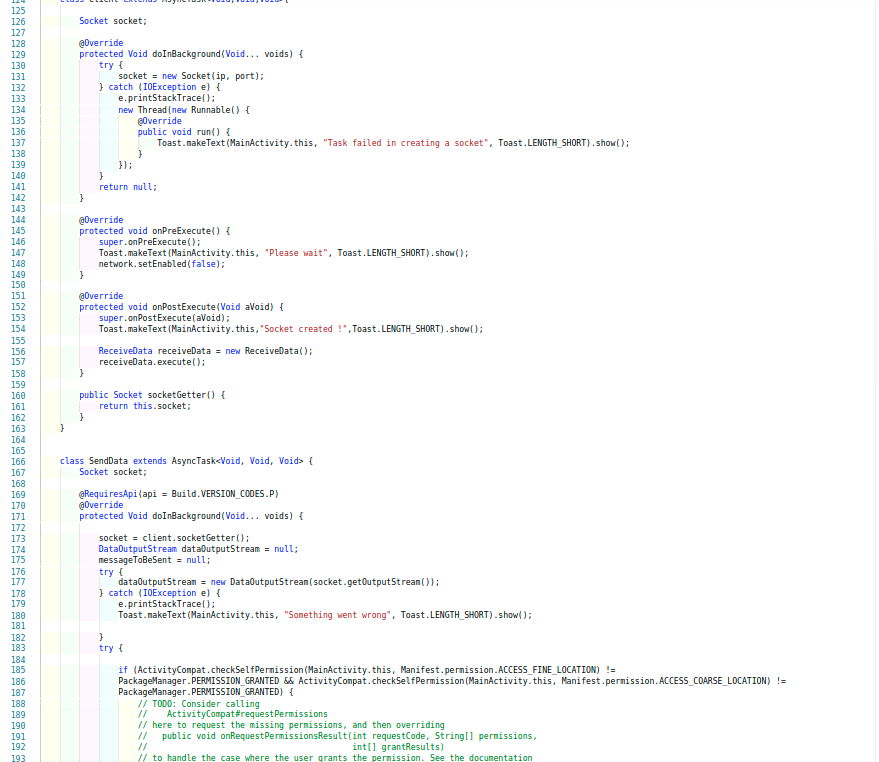 124 class Client extends AsyncTask<Void,Void,Void>{
125
126 Socket socket;
127
128 @Override
129 protected Void doInBackground(Void... voids) {
130 try {
131 socket = new Socket(ip, port);
132 } catch (IOException e) {
133 e.printStackTrace();
134 new Thread(new Runnable() {
135 @Override
136 public void run() {
137 Toast.makeText(MainActivity.this, "Task failed in creating a socket", Toast.LENGTH_SHORT).show();
138 }
139 });
140 }
141 return null;
142 }
143
144 @Override
145 protected void onPreExecute() {
146 super.onPreExecute();
147 Toast.makeText(MainActivity.this, "Please wait", Toast.LENGTH_SHORT).show();
148 network.setEnabled(false);
149 }
150
151 @Override
152 protected void onPostExecute(Void aVoid) {
153 super.onPostExecute(aVoid);
154 Toast.makeText(MainActivity.this,"Socket created !",Toast.LENGTH_SHORT).show();
155
156 ReceiveData receiveData = new ReceiveData();
157 receiveData.execute();
158 }
159
160 public Socket socketGetter() {
161 return this.socket;
162 }
163 }
164
165
166 class SendData extends AsyncTask<Void, Void, Void> {
167 Socket socket;
168
169 @RequiresApi(api = Build.VERSION_CODES.P)
170 @Override
171 protected Void doInBackground(Void... voids) {
172
173 socket = client.socketGetter();
174 DataOutputStream dataOutputStream = null;
175 messageToBeSent = null;
176 try {
177 dataOutputStream = new DataOutputStream(socket.getOutputStream());
178 } catch (IOException e) {
179 e.printStackTrace();
180 Toast.makeText(MainActivity.this, "Something went wrong", Toast.LENGTH_SHORT).show();
181
182 }
183 try {
184
185 if (ActivityCompat.checkSelfPermission(MainActivity.this, Manifest.permission.ACCESS_FINE_LOCATION) !=
186 PackageManager.PERMISSION_GRANTED && ActivityCompat.checkSelfPermission(MainActivity.this, Manifest.permission.ACCESS_COARSE_LOCATION) !=
187 PackageManager.PERMISSION_GRANTED) {
188 // TODO: Consider calling
189 // ActivityCompat#requestPermissions
190 // here to request the missing permissions, and then overriding
191 // public void onRequestPermissionsResult(int requestCode, String[] permissions,
192 // int[] grantResults)
193 // to handle the case where the user grants the permission. See the documentation